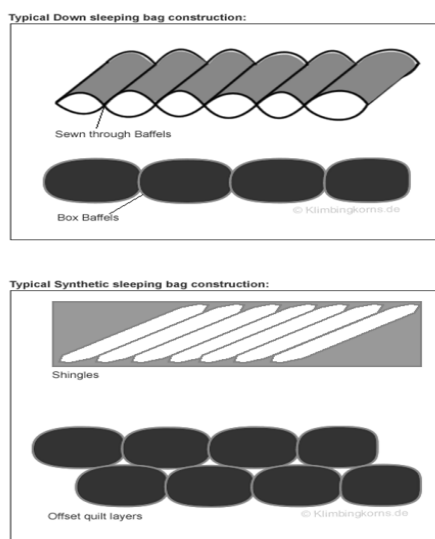 Typical Down sleeping bag construction:
Sewn through Baffels
Box Baffels
© Klimbingkorns.de
Typical Synthetic sleeping bag construction:
Shingles
Offset quilt layers
© Klimbingkorns.de